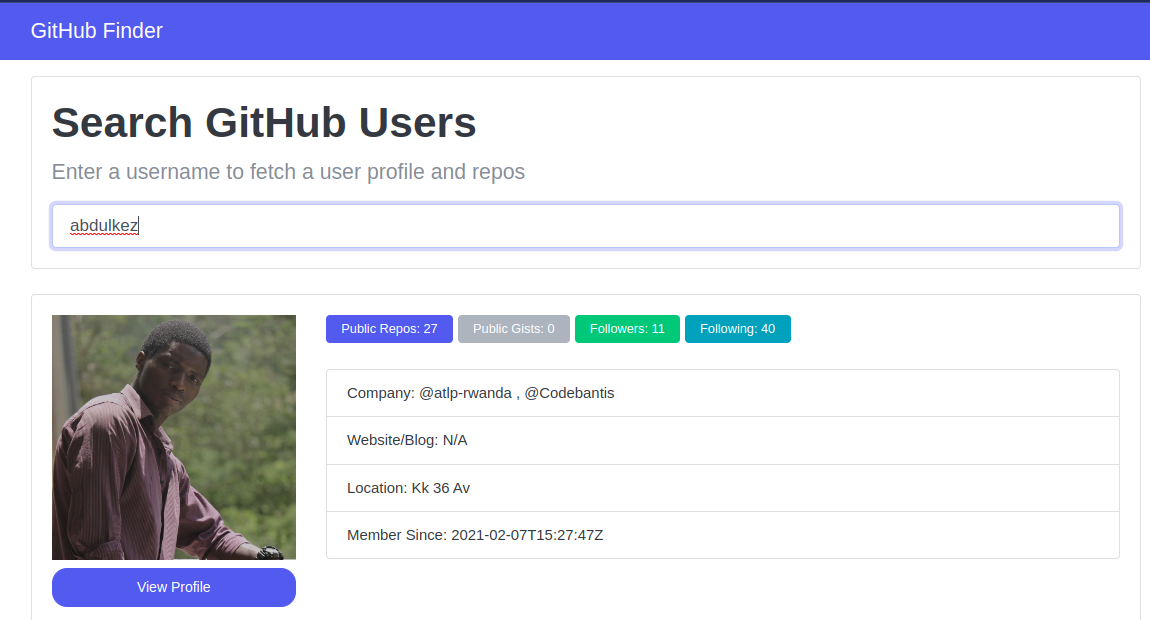 GitHub Finder
Search GitHub Users
Enter a username to fetch a user profile and repos
abdulkez
Public Repos: 27 Public Gists: 0 Followers: 11 Following: 40
Company: @atlp-rwanda , @Codebantis
Website/Blog: N/A
Location: Kk 36 Av
Member Since: 2021-02-07T15:27:47Z
View Profile